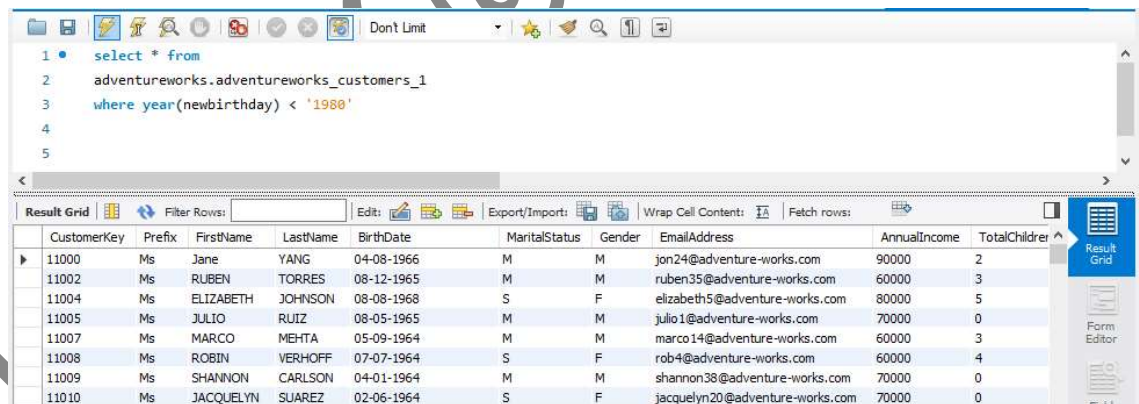 Don't Limit
1 select * from
2 adventureworks.adventureworks_customers_1
3 where year(newbirthday) < '1980'
4
5
Result Grid Filter Rows: Edit: Export/Import: Wrap Cell Content: Fetch rows:
CustomerKey Prefix FirstName LastName BirthDate MaritalStatus Gender EmailAddress AnnualIncome TotalChildren
11000 Ms Jane YANG 04-08-1966 M M jon24@adventure-works.com 90000 2
11002 Ms RUBEN TORRES 08-12-1965 M M ruben35@adventure-works.com 60000 3
11004 Ms ELIZABETH JOHNSON 08-08-1968 S F elizabeth5@adventure-works.com 80000 5
11005 Ms JULIO RUIZ 08-05-1965 M M julio1@adventure-works.com 70000 0
11007 Ms MARCO MEHTA 05-09-1964 M M marco14@adventure-works.com 60000 3
11008 Ms ROBIN VERHOFF 07-07-1964 S F rob4@adventure-works.com 60000 4
11009 Ms SHANNON CARLSON 04-01-1964 M M shannon38@adventure-works.com 70000 0
11010 Ms JACQUELYN SUAREZ 02-06-1964 S F jacquelyn20@adventure-works.com 70000 0
Result
Grid
Form
Editor